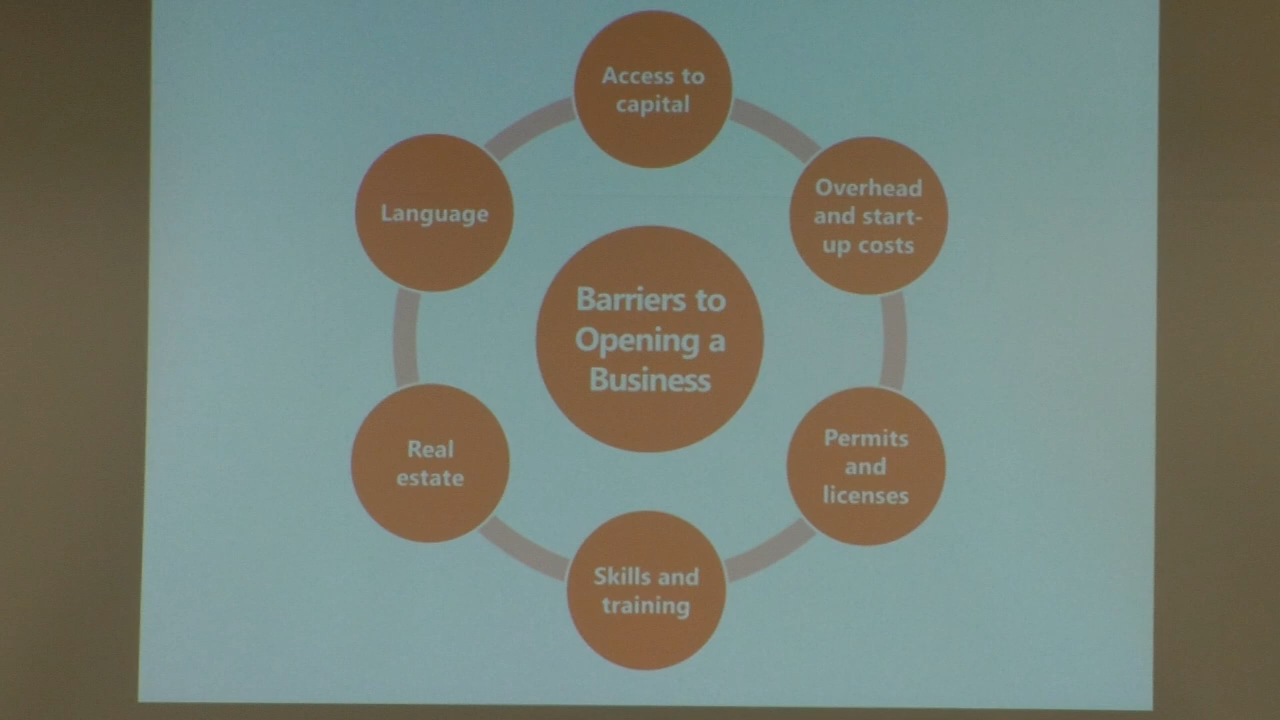 Access to
capital
Overhead
and start-
up costs
Permits
and
licenses
Skills and
training
Real
estate
Language
Barriers to
Opening a
Business